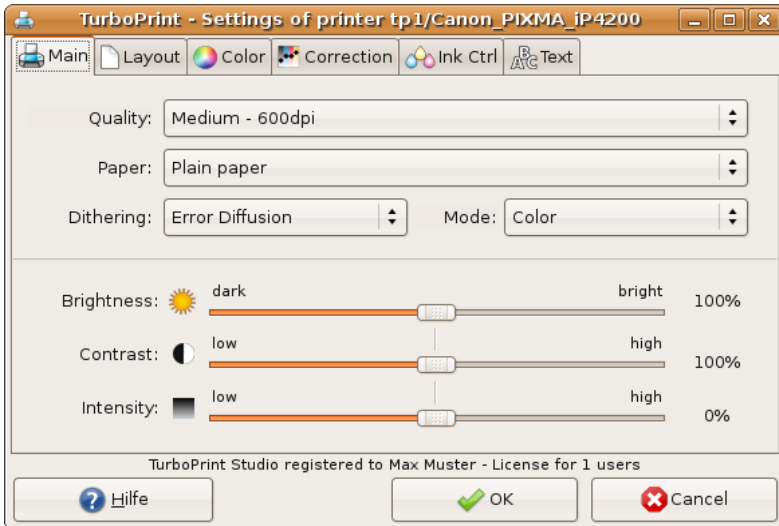 TurboPrint - Settings of printer tp1/Canon_PIXMA_iP4200
Main Layout Color Correction Ink Ctrl ABC Text
Quality: Medium - 600dpi
Paper: Plain paper
Dithering: Error Diffusion Mode: Color
dark bright
Brightness: 100%
low high
Contrast: 100%
low high
Intensity: 0%
TurboPrint Studio registered to Max Muster - License for 1 users
? Hilfe OK Cancel